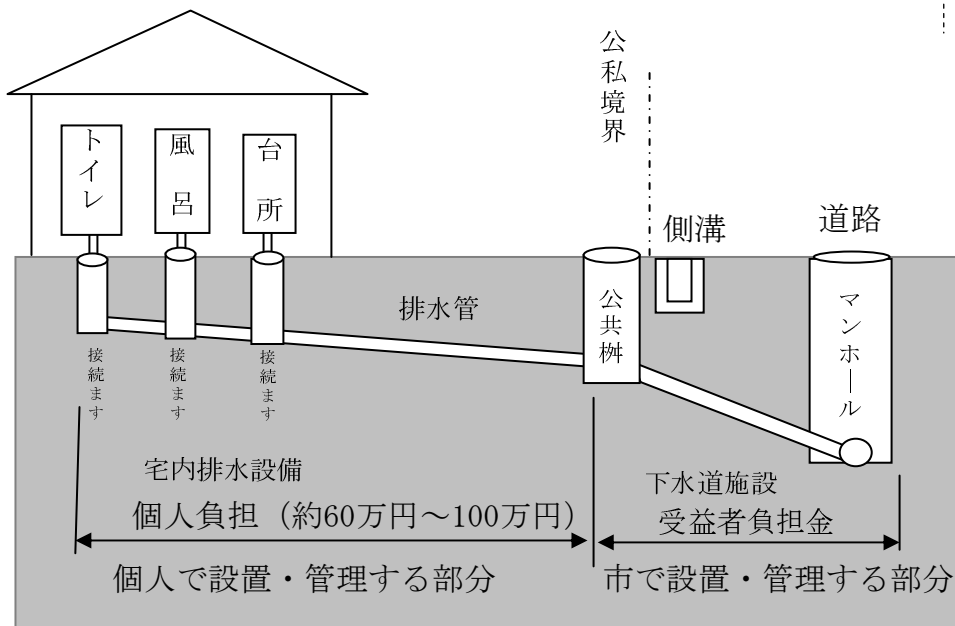 公私境界
トイレ
風呂
台所
側溝
道路
排水管
公共桝
マンホール
接続ます
接続ます
接続ます
宅内排水設備
下水道施設
個人負担（約60万円～100万円）
受益者負担金
個人で設置・管理する部分
市で設置・管理する部分